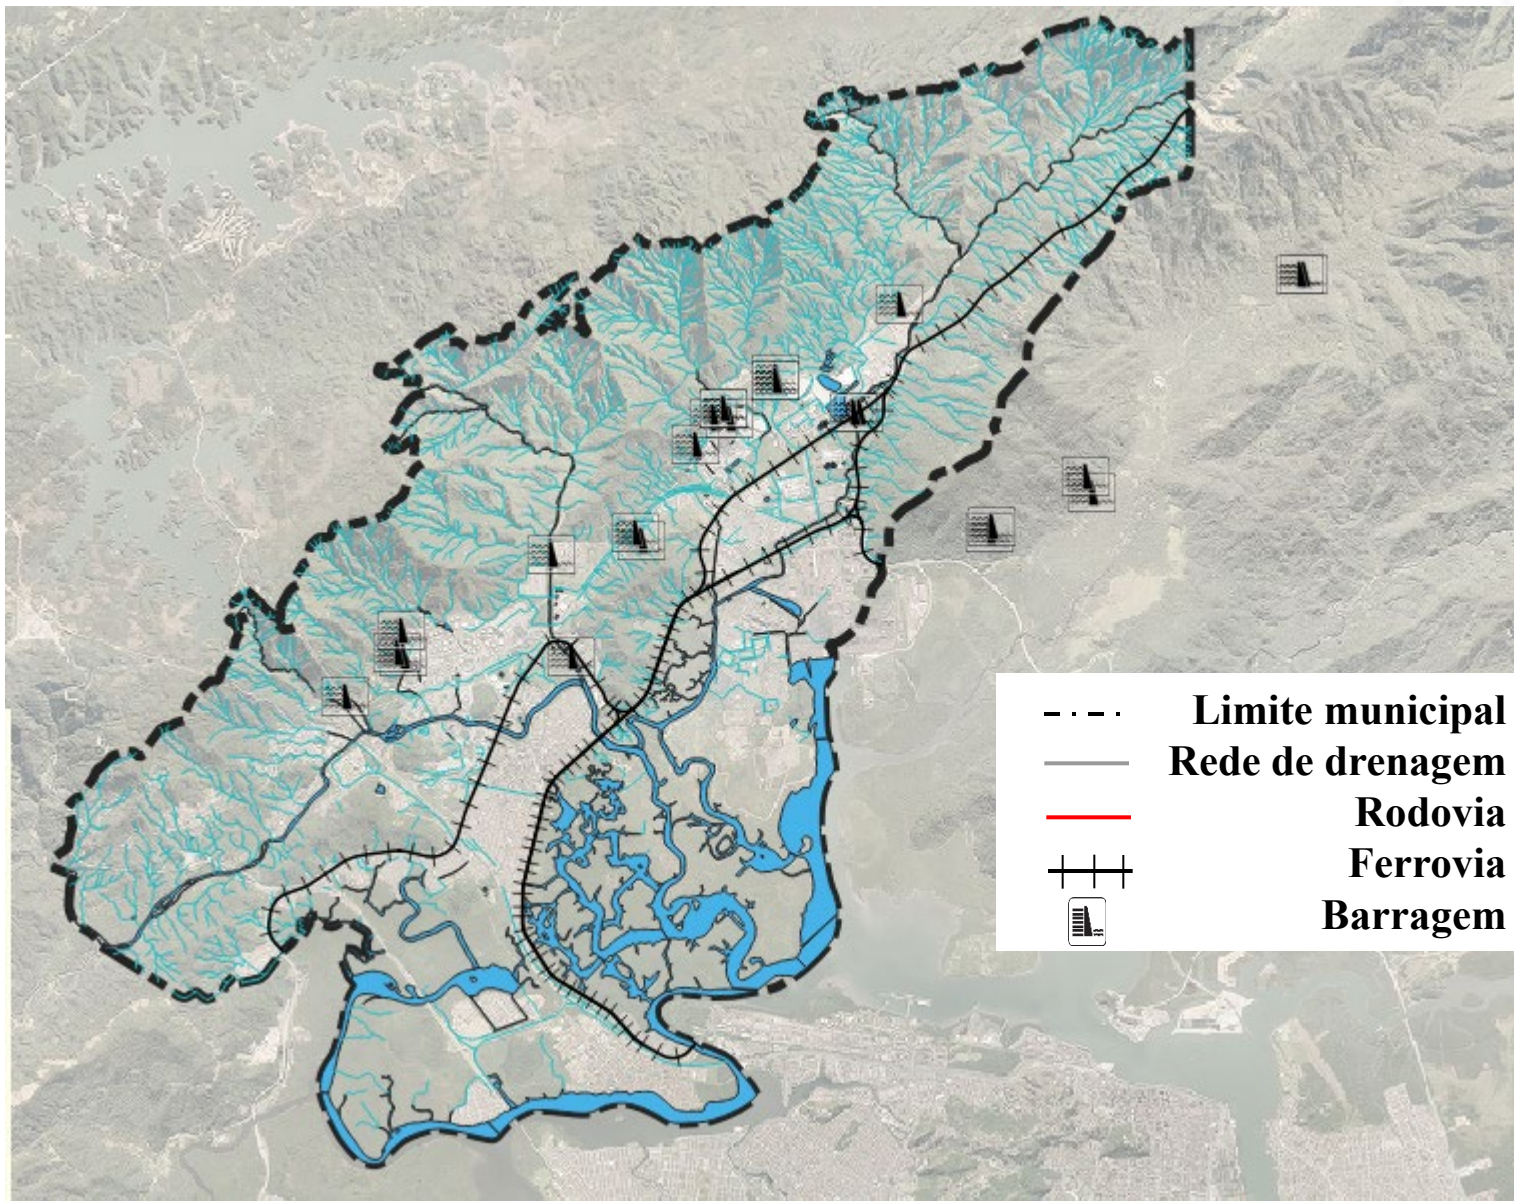 Limite municipal
Rede de drenagem
Rodovia
Ferrovia
Barragem